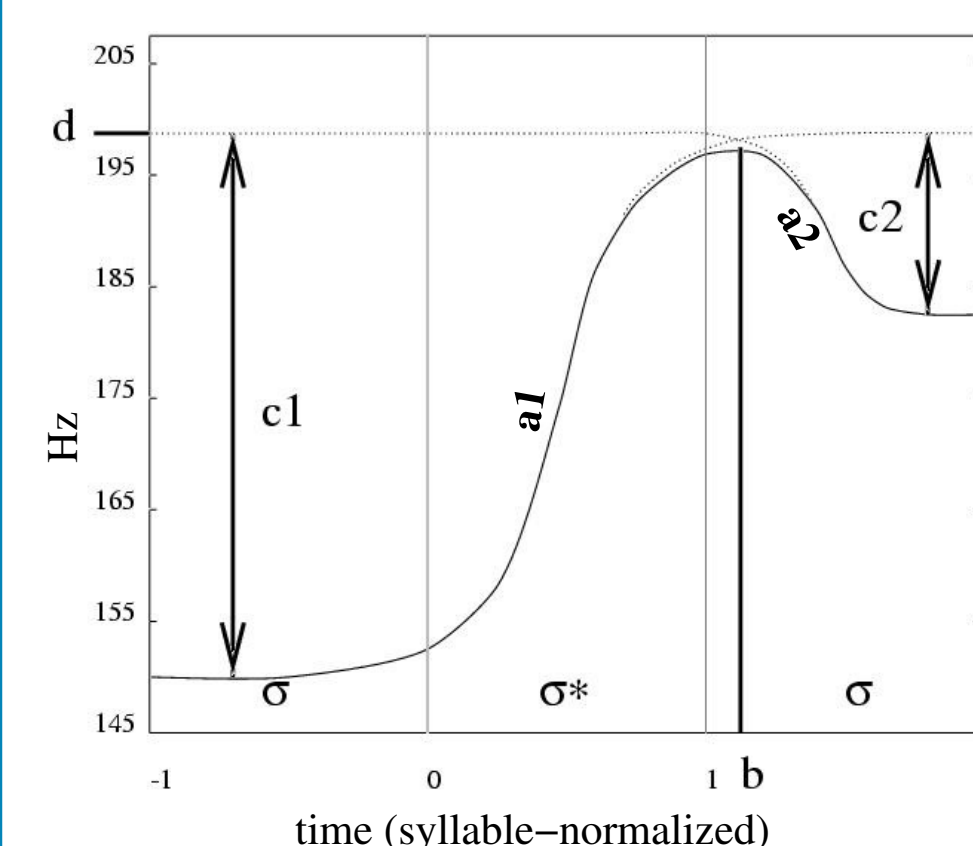 205
d
195
c2
a2
185
175
c1
a1
Hz
165
155
σ
σ*
σ
145
-1
0
1
b
time (syllable−normalized)